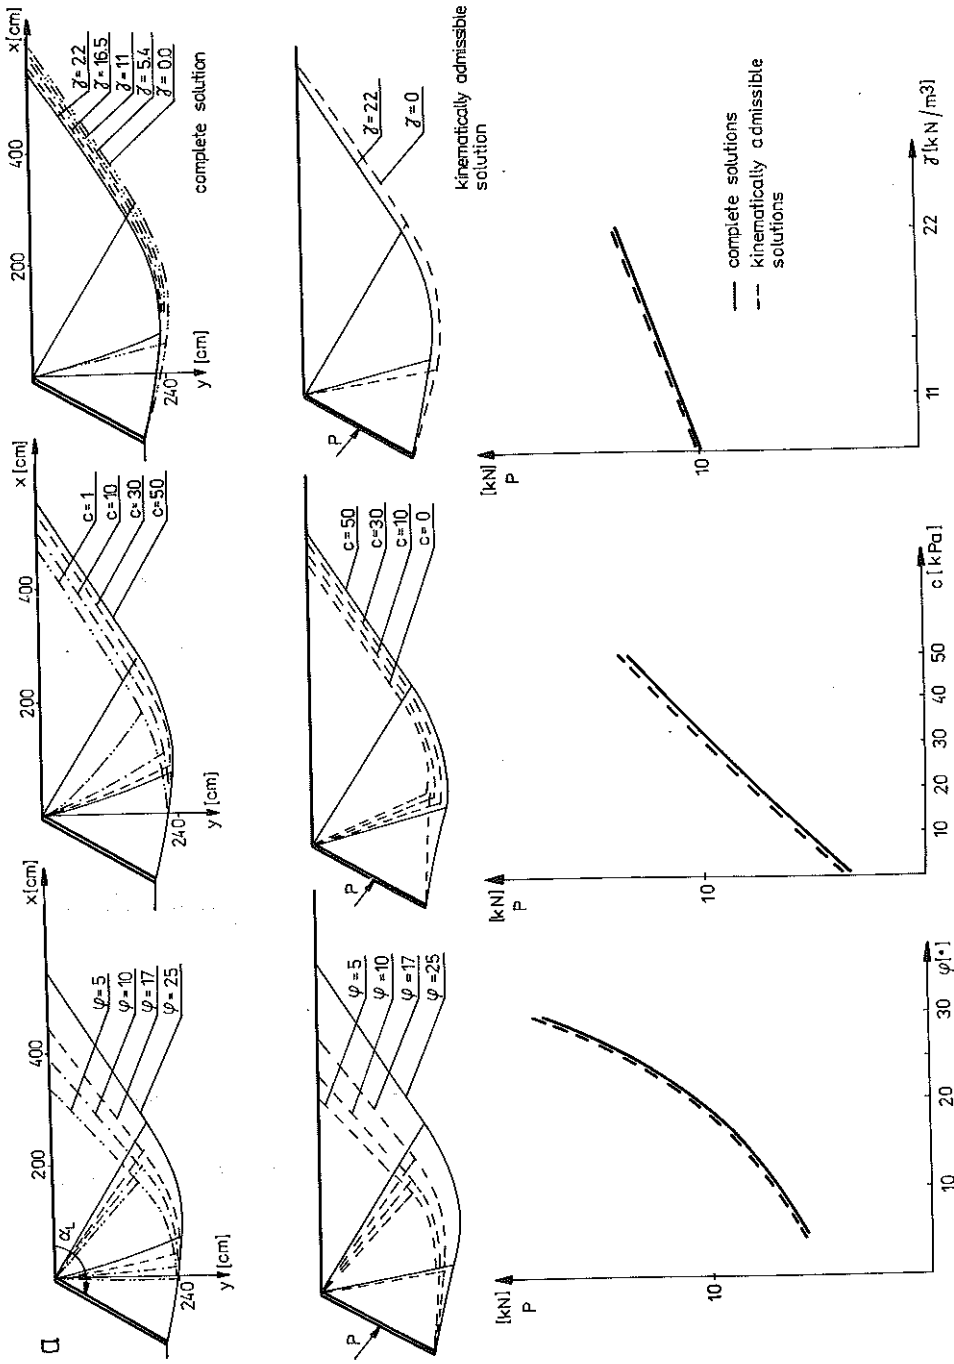 a
α_L
200
400
x[cm]
240
y [cm]
φ=5
φ=10
φ=17
φ=25
200
400
x[cm]
240
y [cm]
c=1
c=10
c=30
c=50
200
400
x[cm]
240
y [cm]
γ=22
γ=16.5
γ=11
γ=5.4
γ=0.0
complete solution
P
φ=5
φ=10
φ=17
φ=25
P
c=50
c=30
c=10
c=0
P
γ=22
γ=0
kinematically admissible
solution
[kN]
P
10
10
20
30
φ[°]
[kN]
P
10
10
20
30
40
50
c [kPa]
[kN]
P
10
11
22
γ[kN/m3]
complete solutions
kinematically admissible
solutions